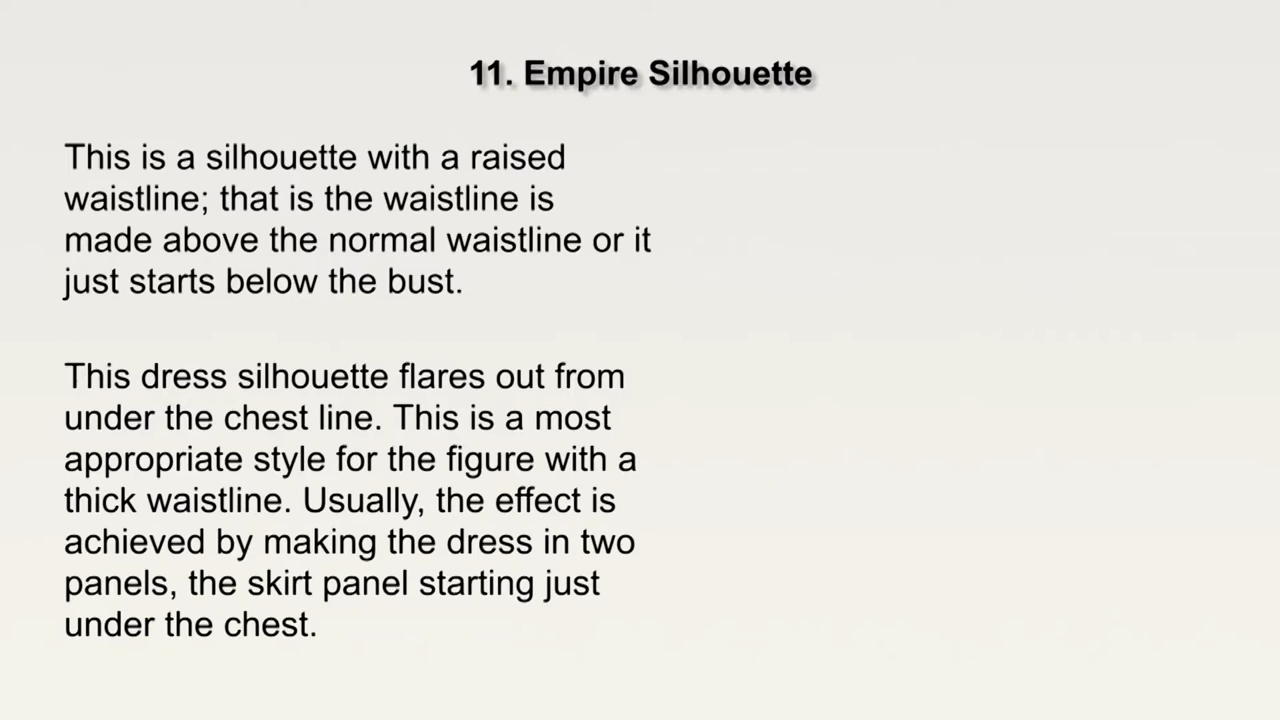 11. Empire Silhouette
This is a silhouette with a raised
waistline; that is the waistline is
made above the normal waistline or it
just starts below the bust.
This dress silhouette flares out from
under the chest line. This is a most
appropriate style for the figure with a
thick waistline. Usually, the effect is
achieved by making the dress in two
panels, the skirt panel starting just
under the chest.